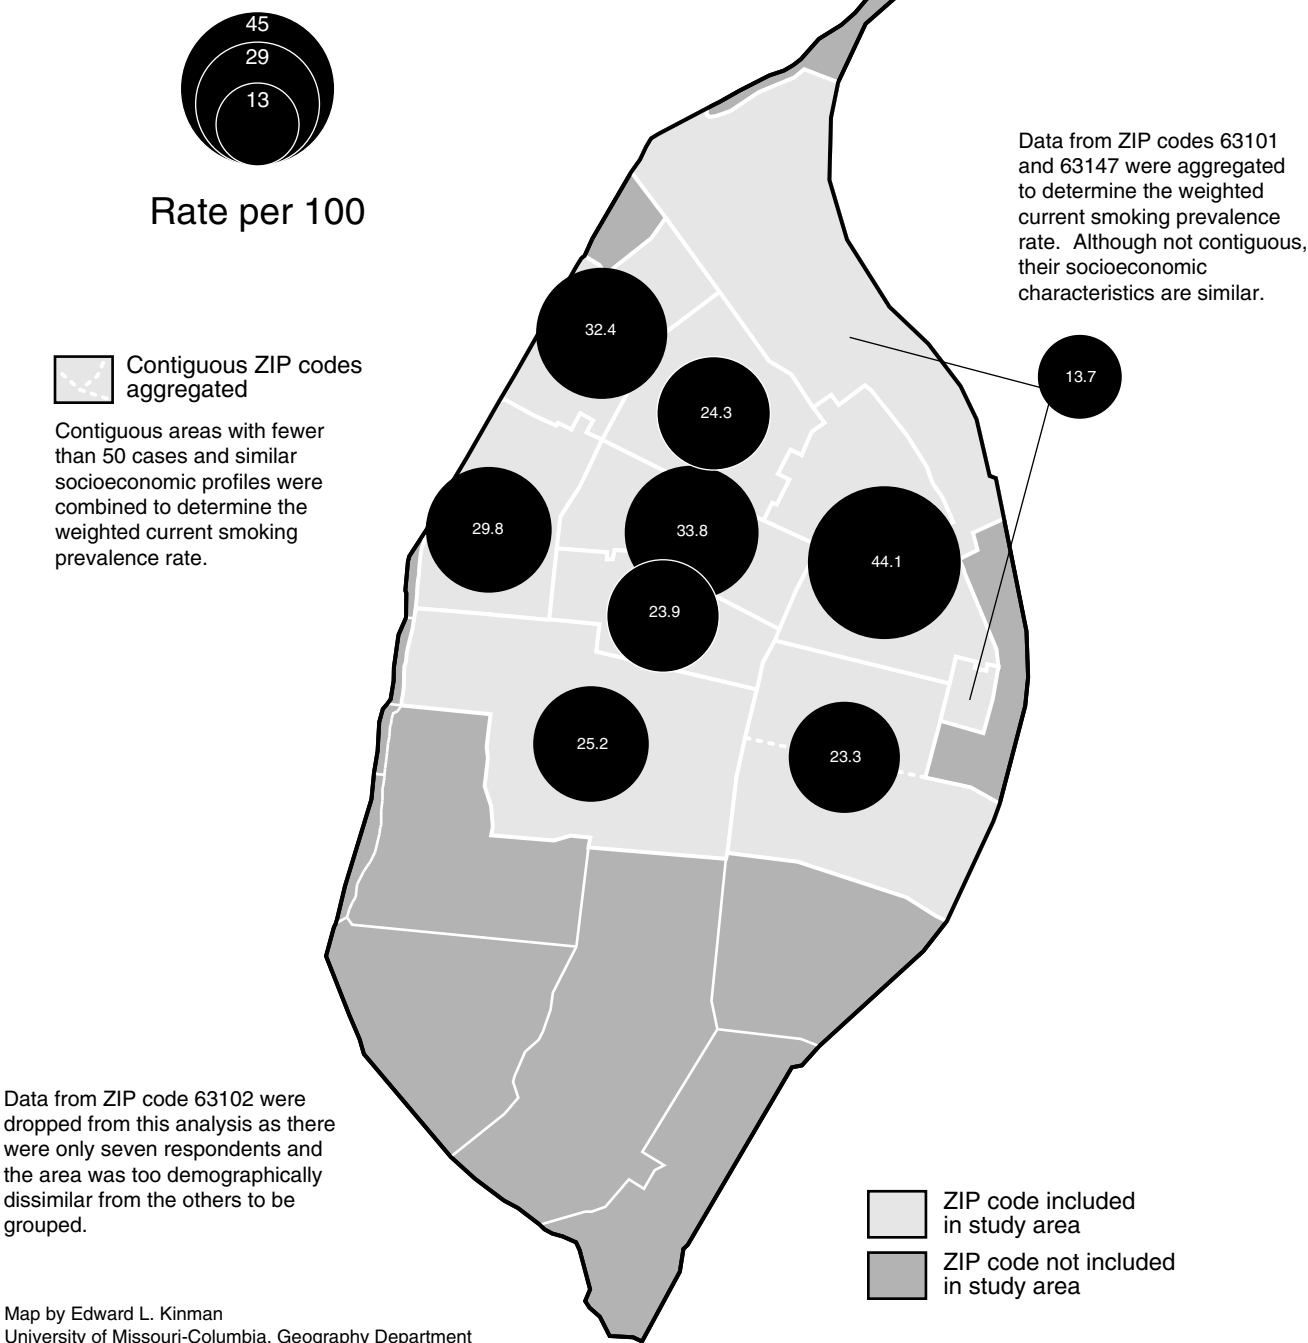 45
29
13
Rate per 100
Data from ZIP codes 63101
and 63147 were aggregated
to determine the weighted
current smoking prevalence
rate.  Although not contiguous,
their socioeconomic
characteristics are similar.
Contiguous ZIP codes
aggregated
Contiguous areas with fewer
than 50 cases and similar
socioeconomic profiles were
combined to determine the
weighted current smoking
prevalence rate.
32.4
13.7
24.3
29.8
33.8
44.1
23.9
25.2
23.3
Data from ZIP code 63102 were
dropped from this analysis as there
were only seven respondents and
the area was too demographically
dissimilar from the others to be
grouped.
ZIP code included
in study area
ZIP code not included
in study area
Map by Edward L. Kinman
University of Missouri-Columbia, Geography Department